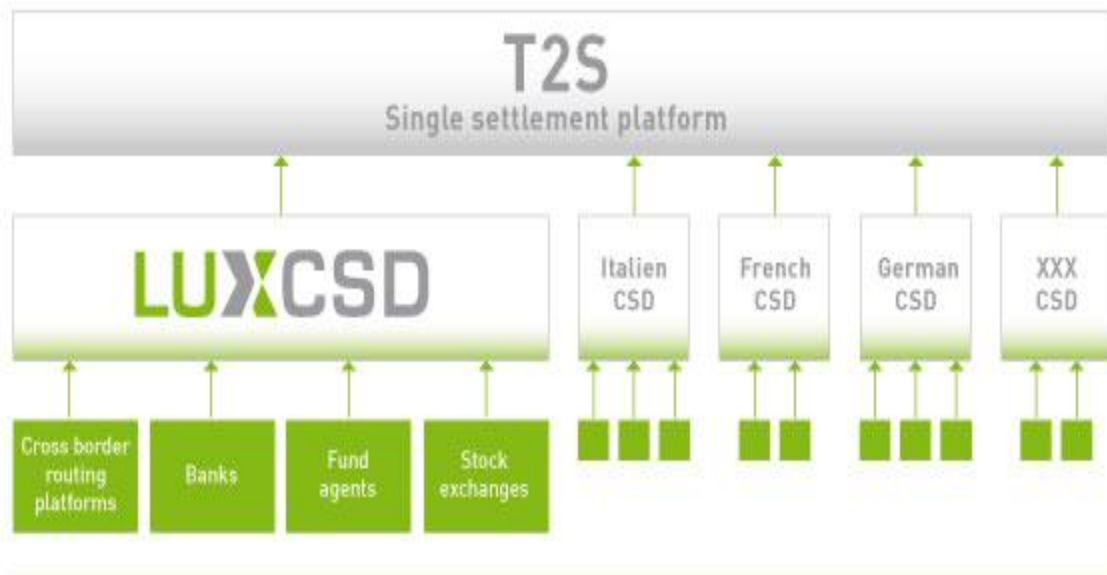 T2S
Single settlement platform
LUXCSD
Italien
CSD
French
CSD
German
CSD
XXX
CSD
Cross border
routing
platforms
Banks
Fund
agents
Stock
exchanges